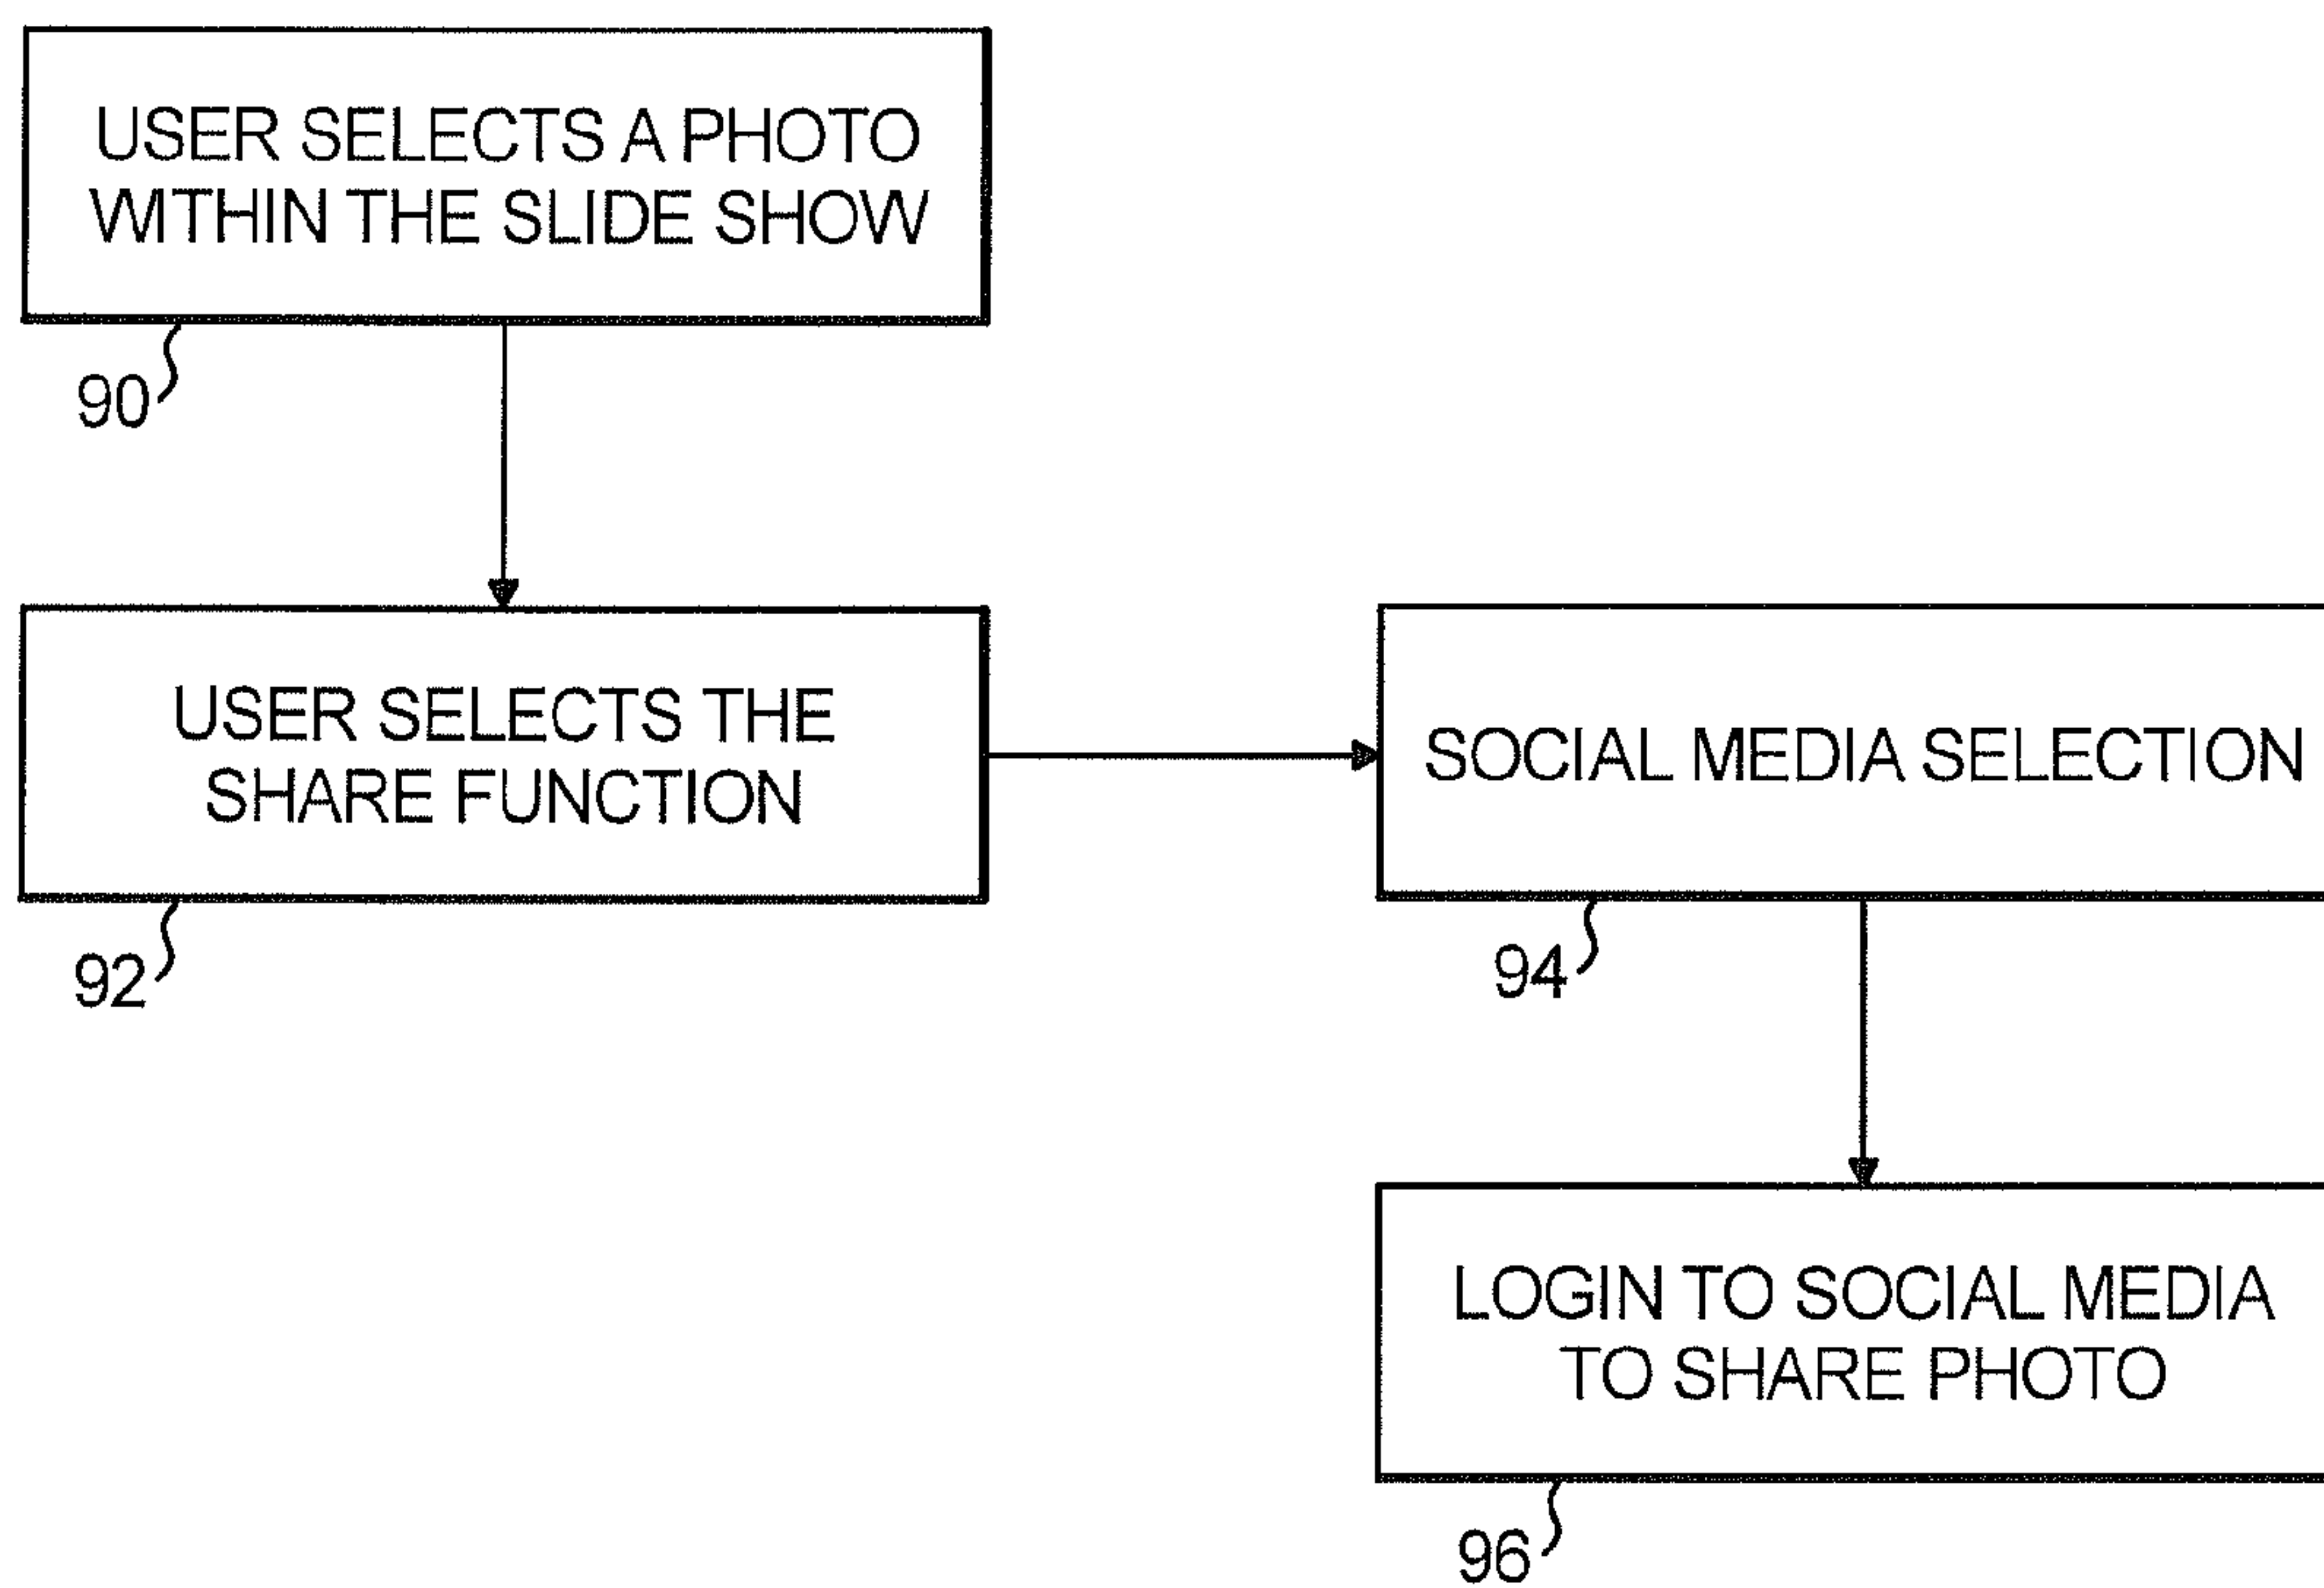 USER SELECTS A PHOTO
WITHIN THE SLIDE SHOW
90
USER SELECTS THE
SHARE FUNCTION
92
SOCIAL MEDIA SELECTION
94
LOGIN TO SOCIAL MEDIA
TO SHARE PHOTO
96